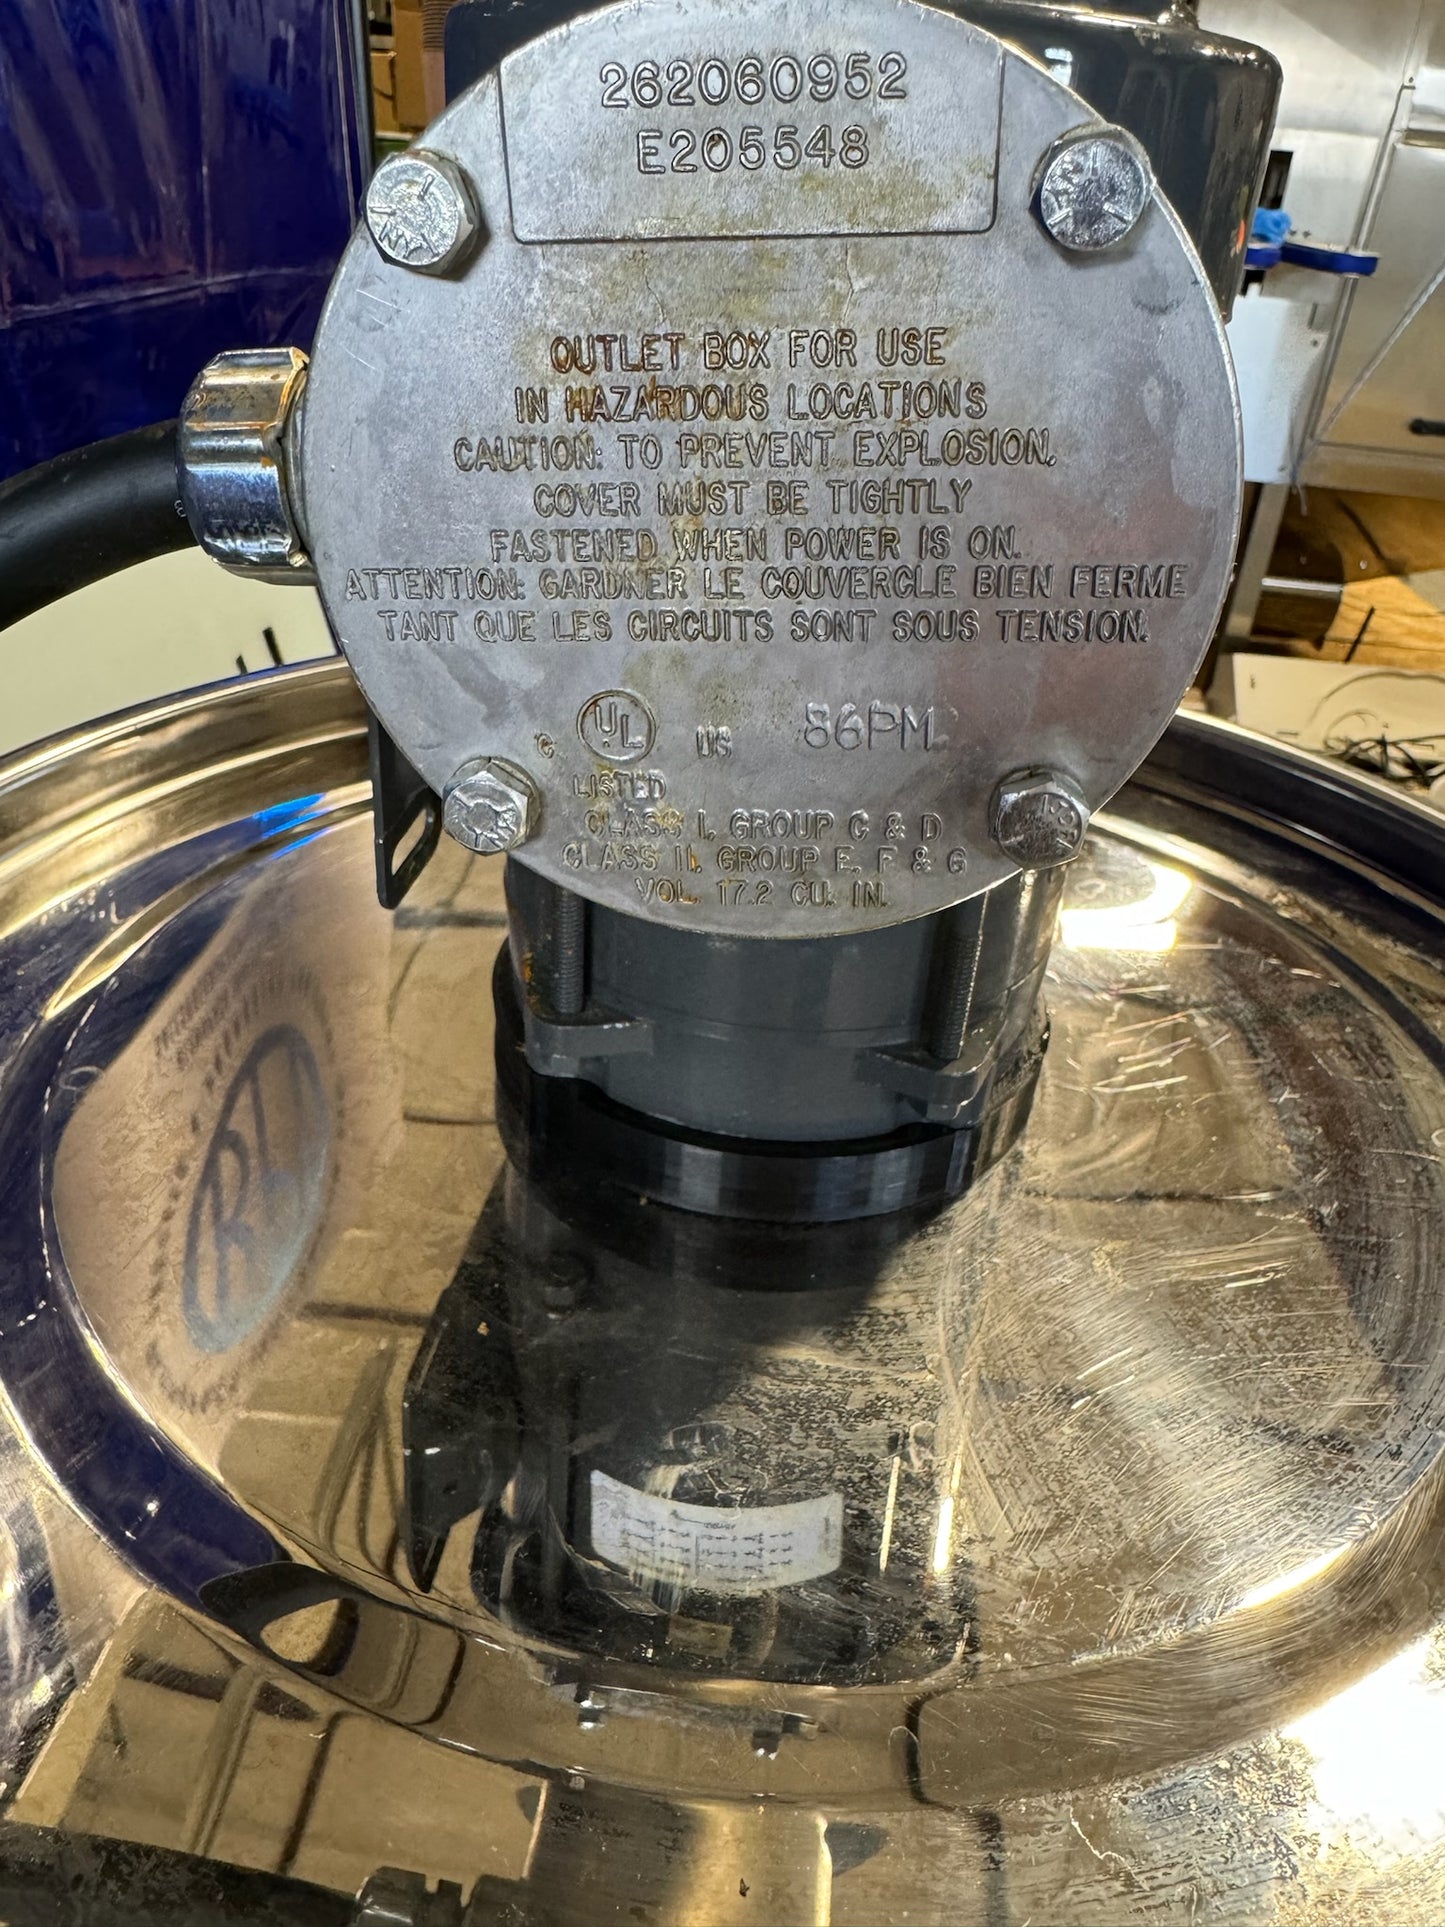 262060952
E205548
OUTLET BOX FOR USE
IN HAZARDOUS LOCATIONS
CAUTION: TO PREVENT EXPLOSION,
COVER MUST BE TIGHTLY
FASTENED WHEN POWER IS ON.
ATTENTION: GARDNER LE COUVERCLE BIEN FERME
TANT QUE LES CIRCUITS SONT SOUS TENSION.
C UL US 86PM
LISTED
CLASS I, GROUP C & D
CLASS II, GROUP E, F & G
VOL. 17.2 CU. IN.